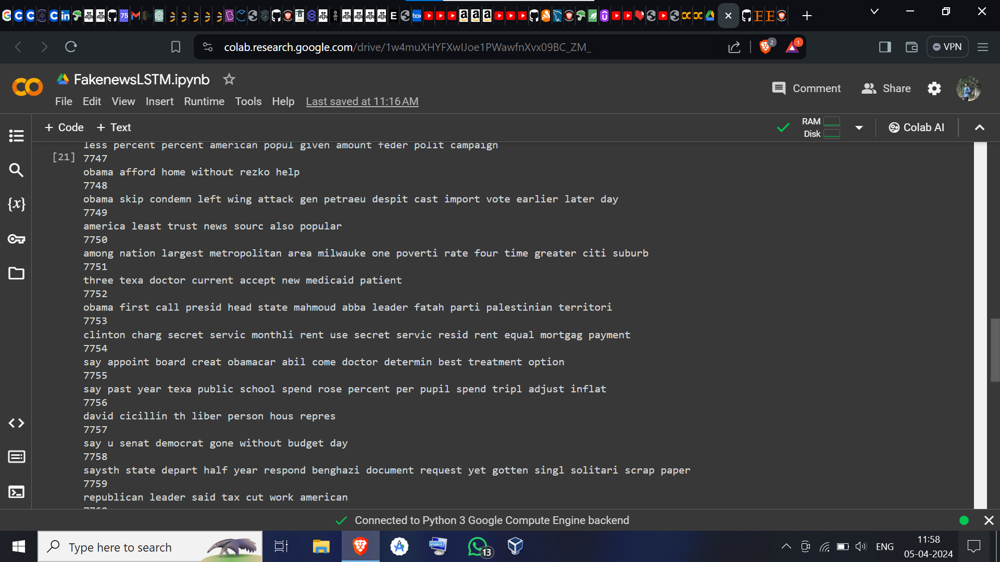 75
E
box
a a a
colab.research.google.com/drive/1w4muXHYFXwIJoe1PWawfnXvx09BC_ZM_
2
1
VPN
FakenewsLSTM.ipynb
Comment
Share
File Edit View Insert Runtime Tools Help Last saved at 11:16 AM
+ Code + Text
RAM
Disk
Colab AI
less percent percent american popul given amount feder polit campaign
[21] 7747
obama afford home without rezko help
7748
obama skip condemn left wing attack gen petraeu despit cast import vote earlier later day
7749
america least trust news sourc also popular
7750
among nation largest metropolitan area milwauke one poverti rate four time greater citi suburb
7751
three texa doctor current accept new medicaid patient
7752
obama first call presid head state mahmoud abba leader fatah parti palestinian territori
7753
clinton charg secret servic monthli rent use secret servic resid rent equal mortgag payment
7754
say appoint board creat obamacar abil come doctor determin best treatment option
7755
say past year texa public school spend rose percent per pupil spend tripl adjust inflat
7756
david cicillin th liber person hous repres
7757
say u senat democrat gone without budget day
7758
saysth state depart half year respond benghazi document request yet gotten singl solitari scrap paper
7759
republican leader said tax cut work american
Connected to Python 3 Google Compute Engine backend
Type here to search
13
ENG
11:58
05-04-2024